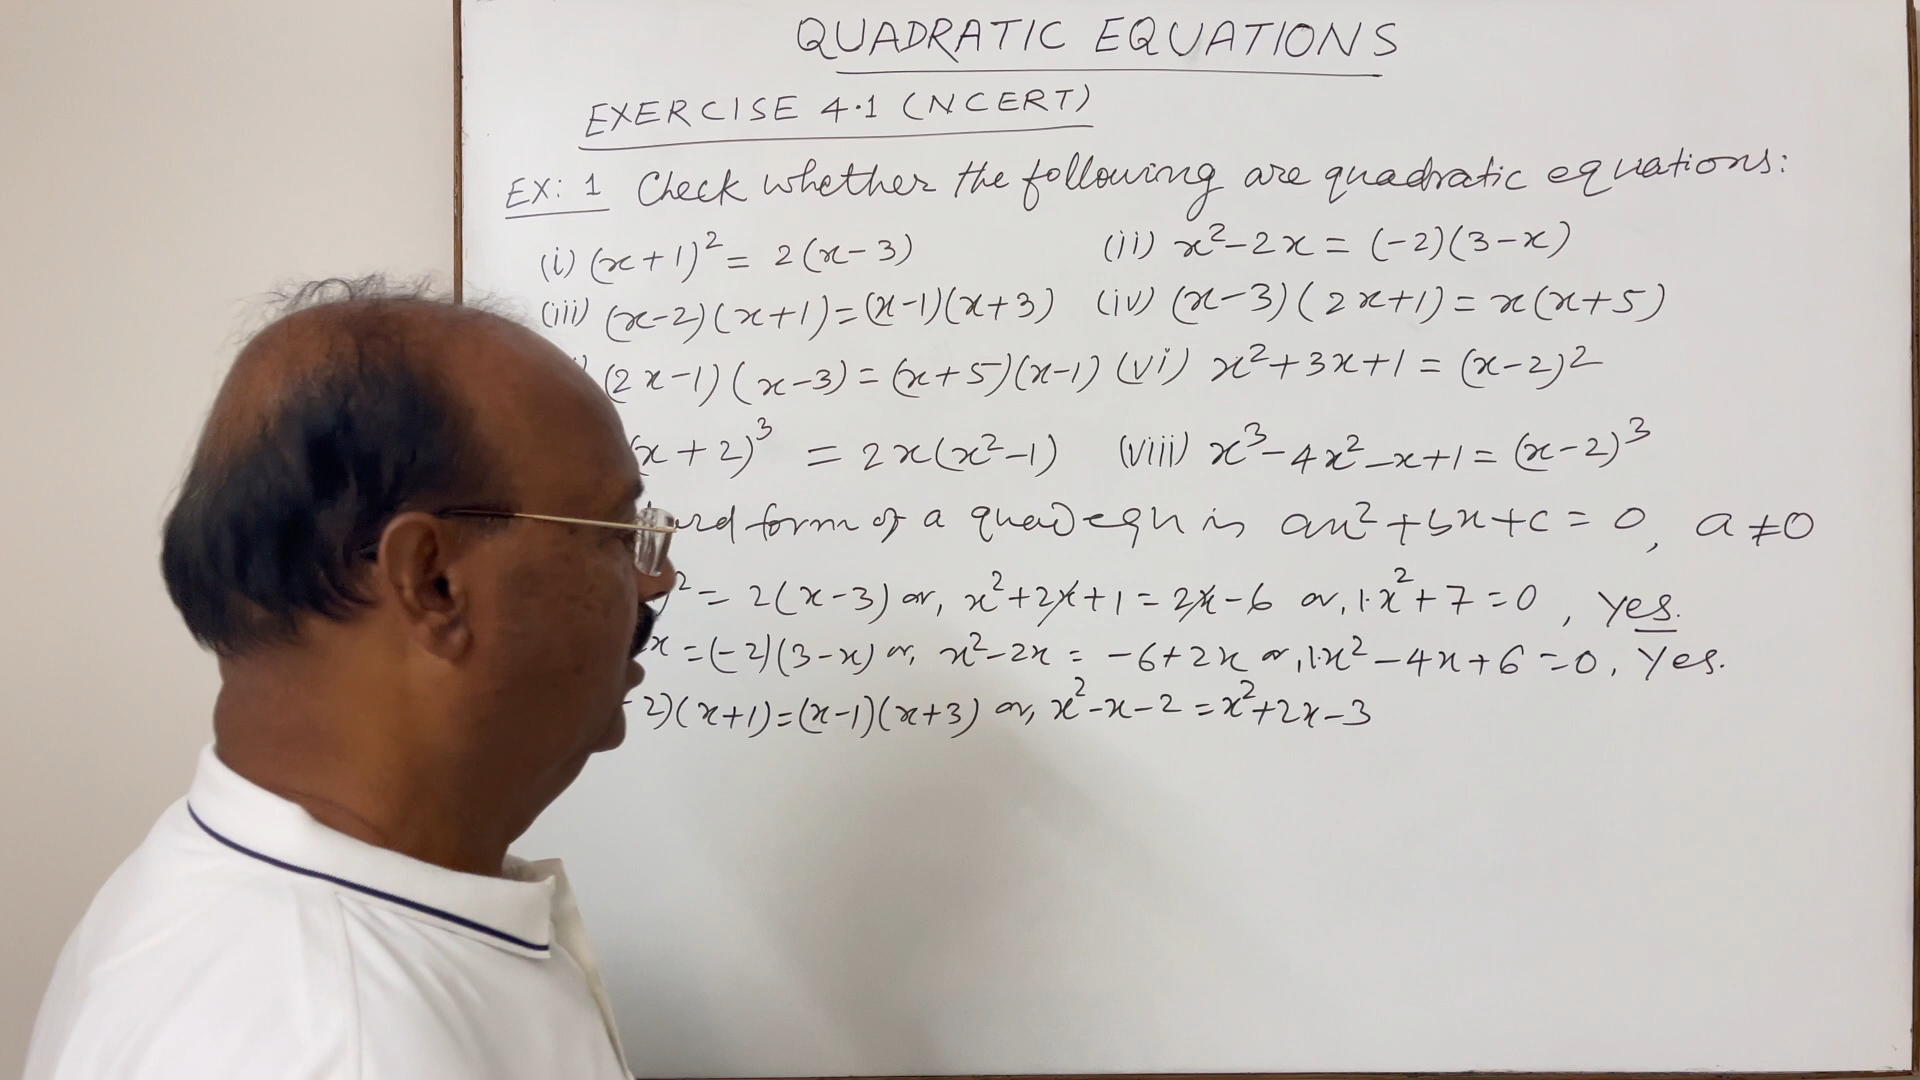 QUADRATIC EQUATIONS
EXERCISE 4.1 (NCERT)
EX: 1 Check whether the following are quadratic equations:
(i) (x+1)² = 2(x-3) (ii) x²-2x = (-2)(3-x)
(iii) (x-2)(x+1)=(x-1)(x+3) (iv) (x-3)(2x+1)=x(x+5)
(2x-1)(x-3)=(x+5)(x-1) (vi) x²+3x+1=(x-2)²
(x+2)³ = 2x(x²-1) (viii) x³-4x²-x+1=(x-2)³
form of a quad eqn is ax²+bx+c=0, a≠0
)²=2(x-3) or, x²+2x+1=2x-6 or, 1.x²+7=0, Yes.
x=(-2)(3-x) or, x²-2x=-6+2x or, 1.x²-4x+6=0, Yes.
-2)(x+1)=(x-1)(x+3) or, x²-x-2=x²+2x-3